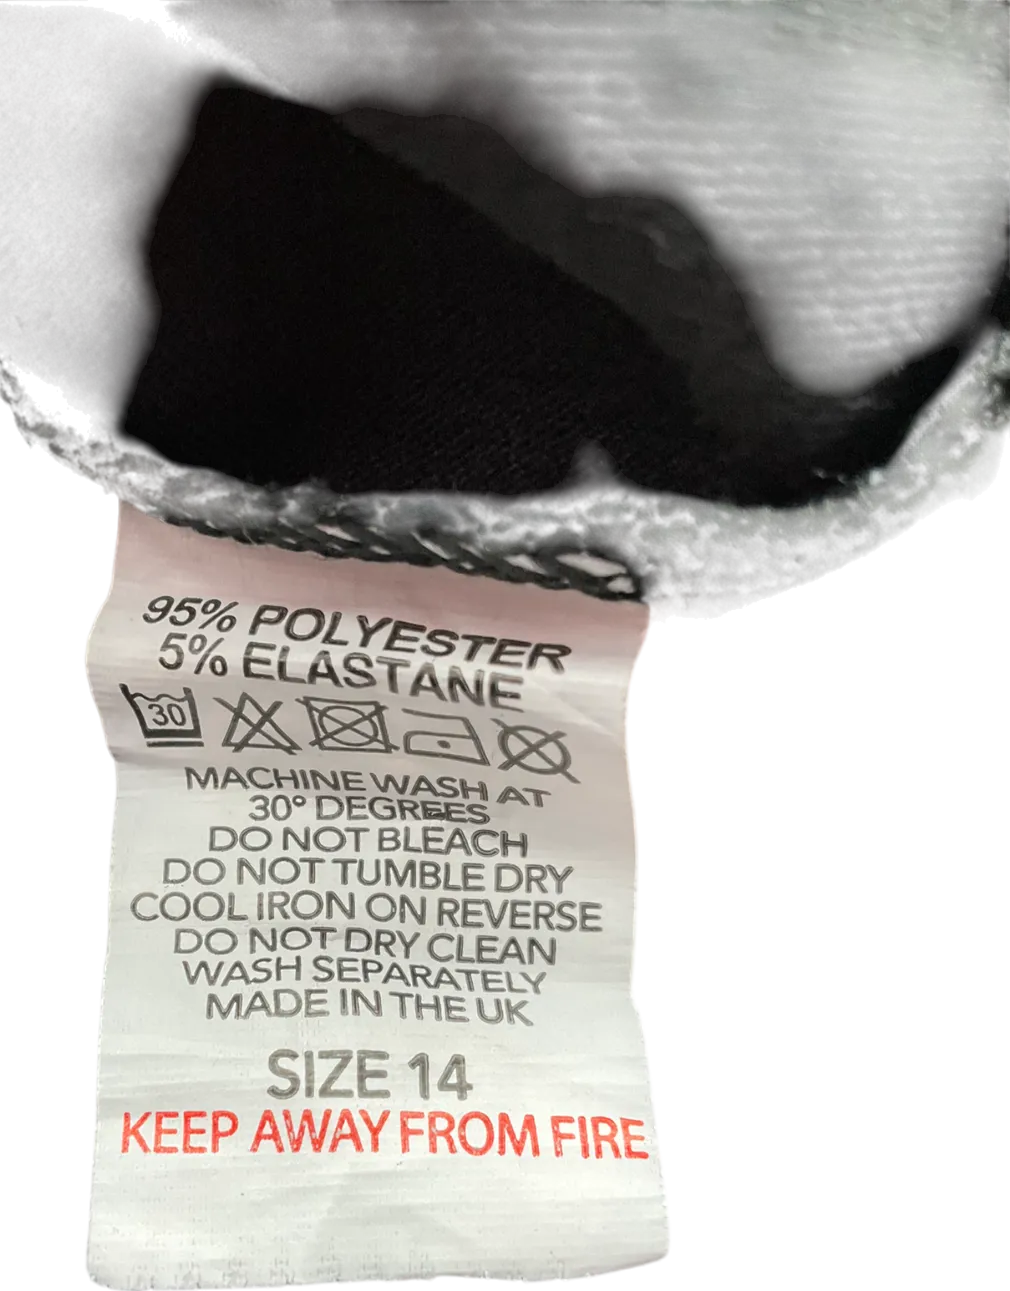 95% POLYESTER
5% ELASTANE
30
MACHINE WASH AT
30° DEGREES
DO NOT BLEACH
DO NOT TUMBLE DRY
COOL IRON ON REVERSE
DO NOT DRY CLEAN
WASH SEPARATELY
MADE IN THE UK
SIZE 14
KEEP AWAY FROM FIRE